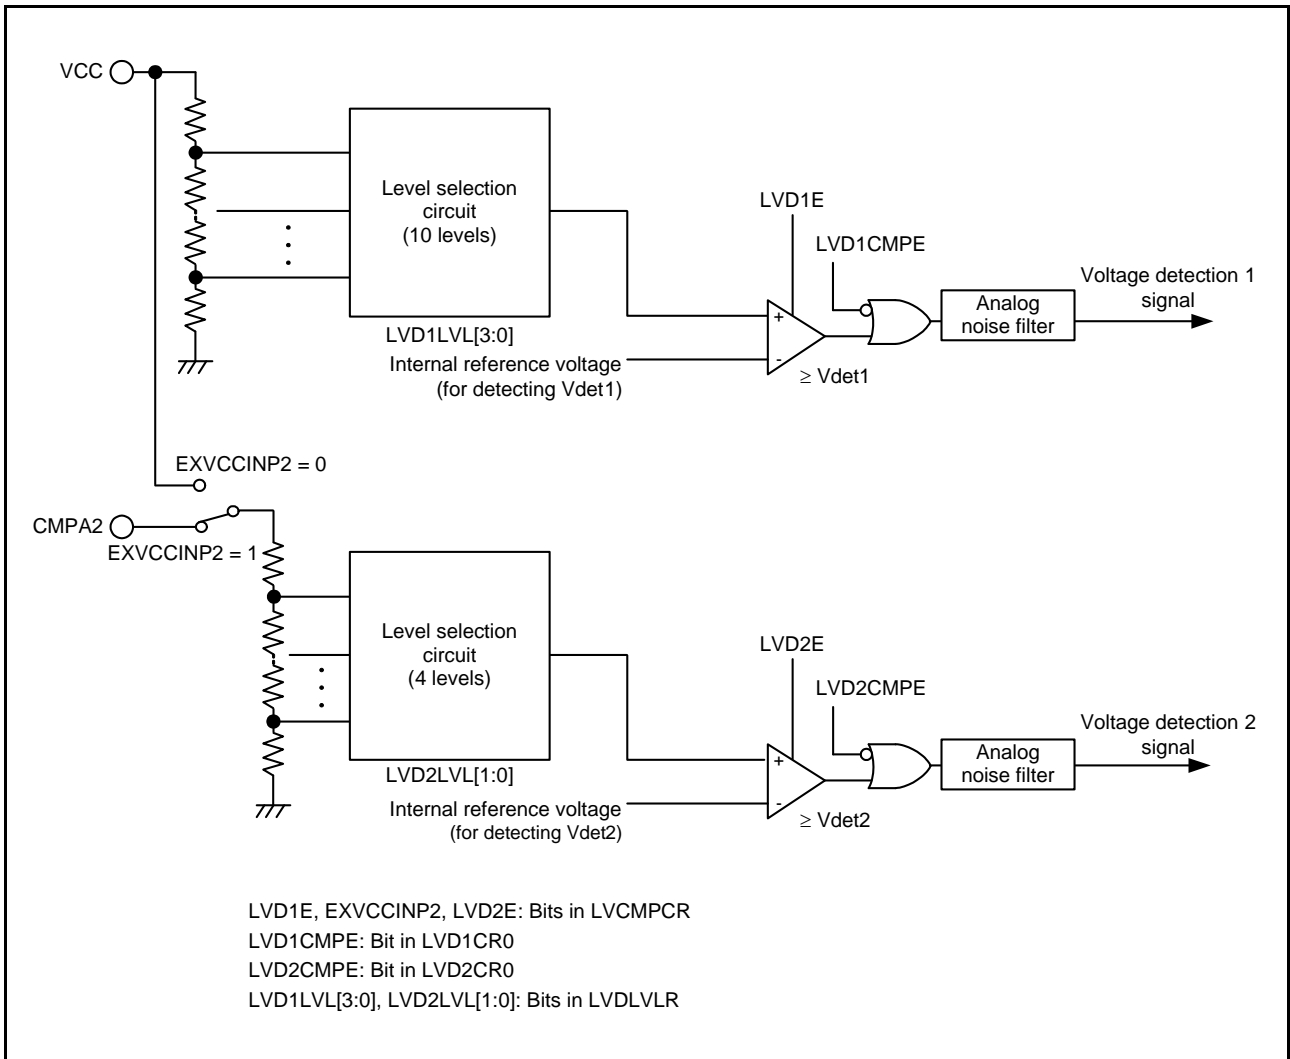 VCC
Level selection
circuit
(10 levels)
LVD1LVL[3:0]
Internal reference voltage
(for detecting Vdet1)
LVD1E
LVD1CMPE
+
-
≥ Vdet1
Analog
noise filter
Voltage detection 1
signal
EXVCCINP2 = 0
CMPA2
EXVCCINP2 = 1
Level selection
circuit
(4 levels)
LVD2LVL[1:0]
Internal reference voltage
(for detecting Vdet2)
LVD2E
LVD2CMPE
+
-
≥ Vdet2
Analog
noise filter
Voltage detection 2
signal
LVD1E, EXVCCINP2, LVD2E: Bits in LVCMPCR
LVD1CMPE: Bit in LVD1CR0
LVD2CMPE: Bit in LVD2CR0
LVD1LVL[3:0], LVD2LVL[1:0]: Bits in LVDLVLR